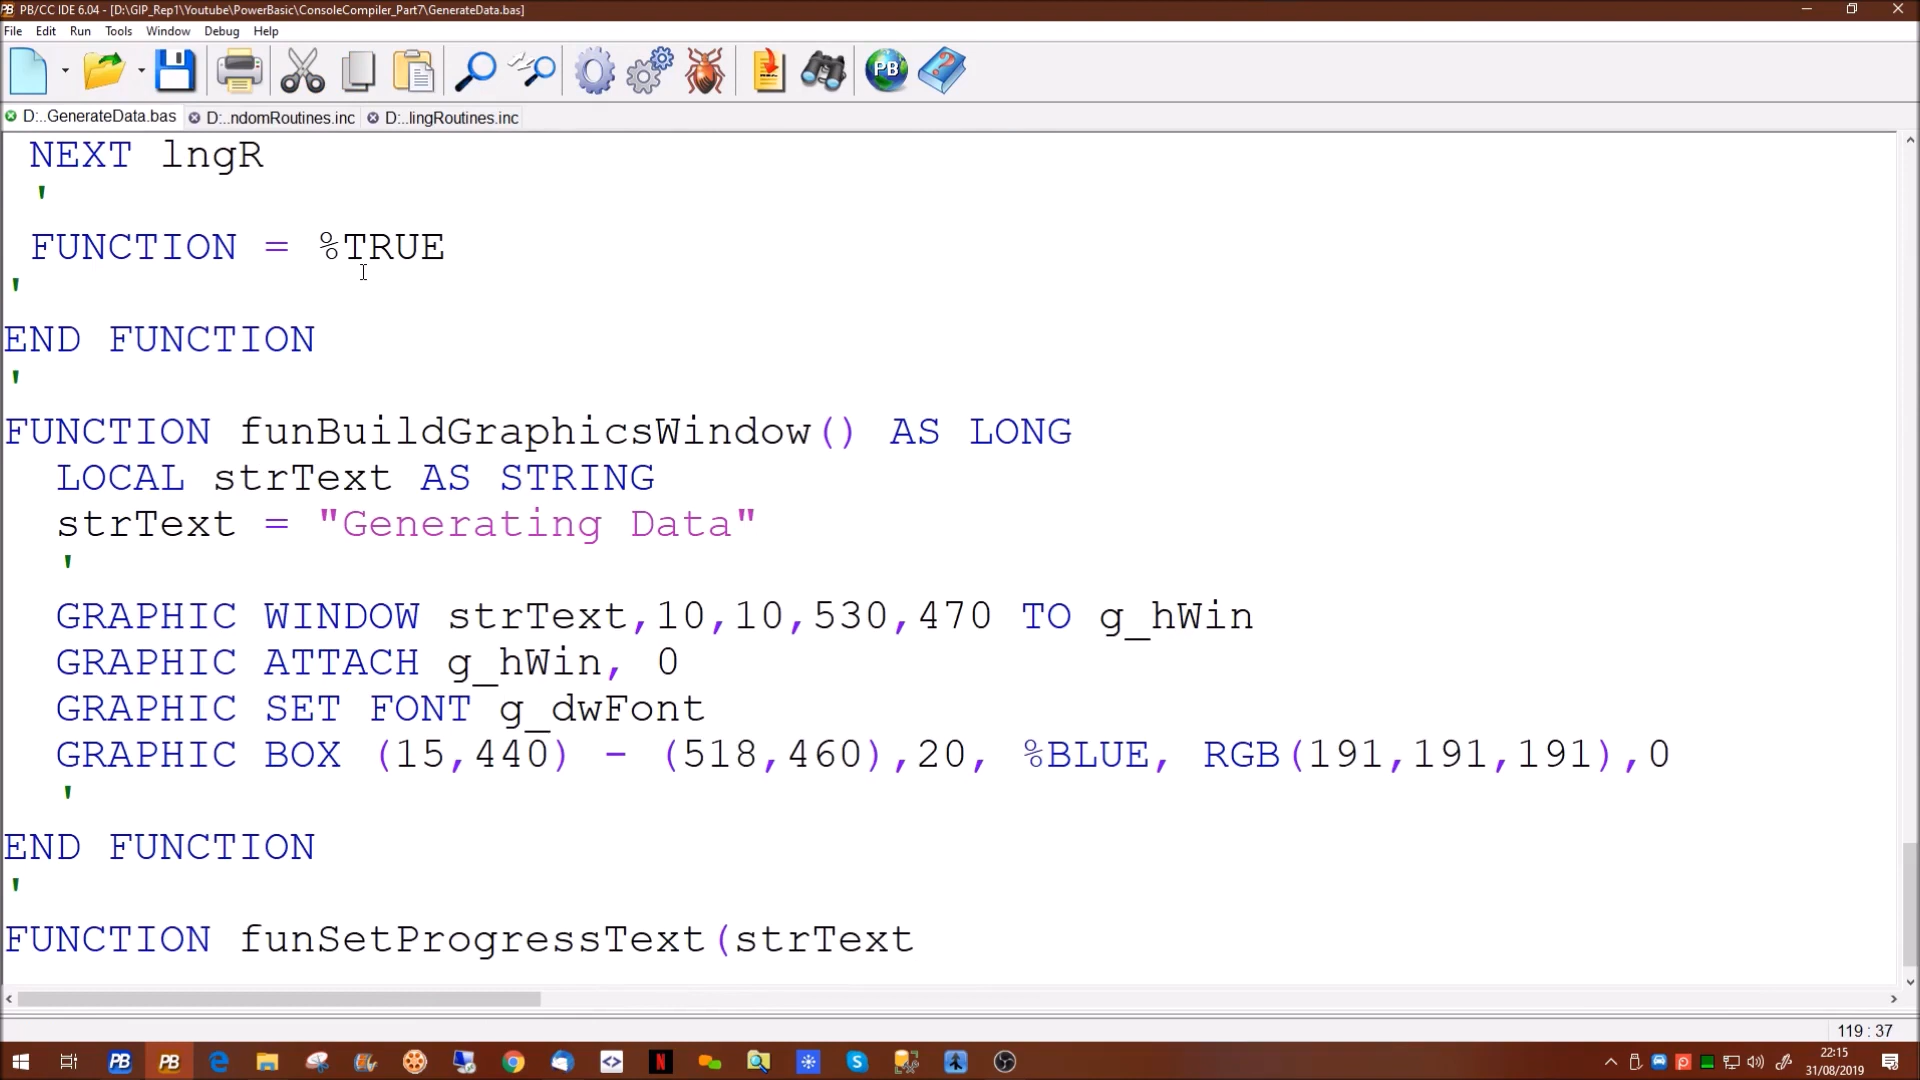 PB/CC IDE 6.04 - [D:\GIP_Rep1\Youtube\PowerBasic\ConsoleCompiler_Part7\GenerateData.bas]
File Edit Run Tools Window Debug Help
D:..GenerateData.bas D:..ndomRoutines.inc D:..lingRoutines.inc
NEXT lngR
'
FUNCTION = %TRUE
'
END FUNCTION
'
FUNCTION funBuildGraphicsWindow() AS LONG
LOCAL strText AS STRING
strText = "Generating Data"
'
GRAPHIC WINDOW strText,10,10,530,470 TO g_hWin
GRAPHIC ATTACH g_hWin, 0
GRAPHIC SET FONT g_dwFont
GRAPHIC BOX (15,440) - (518,460),20, %BLUE, RGB(191,191,191),0
'
END FUNCTION
'
FUNCTION funSetProgressText(strText
119 : 37
22:15
31/08/2019